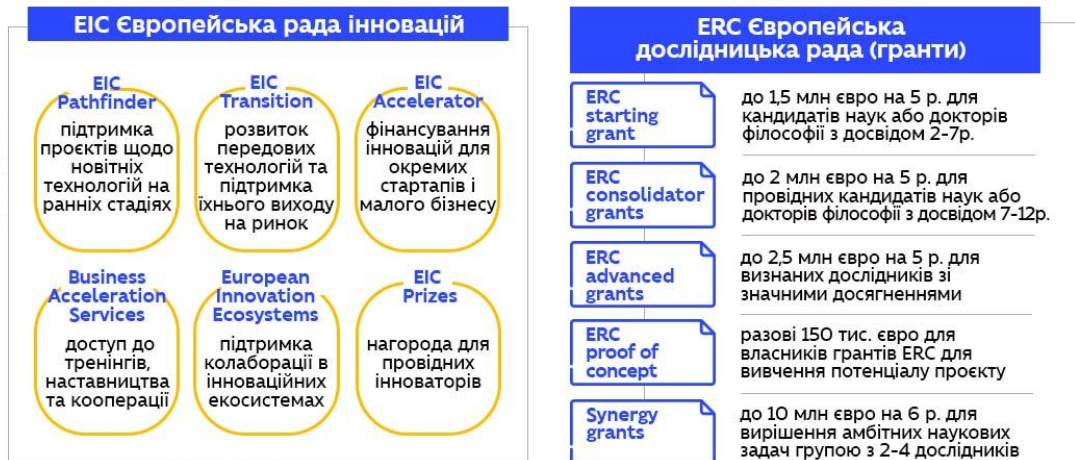 EIC Європейська рада інновацій
EIC
Pathfinder
підтримка
проєктів щодо
новітніх
технологій на
ранніх стадіях
EIC
Transition
розвиток
передових
технологій та
підтримка
їхнього виходу
на ринок
EIC
Accelerator
фінансування
інновацій для
окремих
стартапів і
малого бізнесу
Business
Acceleration
Services
доступ до
тренінгів,
наставництва
та кооперації
European
Innovation
Ecosystems
підтримка
колаборації в
інноваційних
екосистемах
EIC
Prizes
нагорода для
провідних
інноваторів
ERC Європейська
дослідницька рада (гранти)
ERC
starting
grant
до 1,5 млн євро на 5 р. для
кандидатів наук або докторів
філософії з досвідом 2-7р.
ERC
consolidator
grants
до 2 млн євро на 5 р. для
провідних кандидатів наук або
докторів філософії з досвідом 7-12р.
ERC
advanced
grants
до 2,5 млн євро на 5 р. для
визнаних дослідників зі
значними досягненнями
ERC
proof of
concept
разові 150 тис. євро для
власників грантів ERC для
вивчення потенціалу проєкту
Synergy
grants
до 10 млн євро на 6 р. для
вирішення амбітних наукових
задач групою з 2-4 дослідників